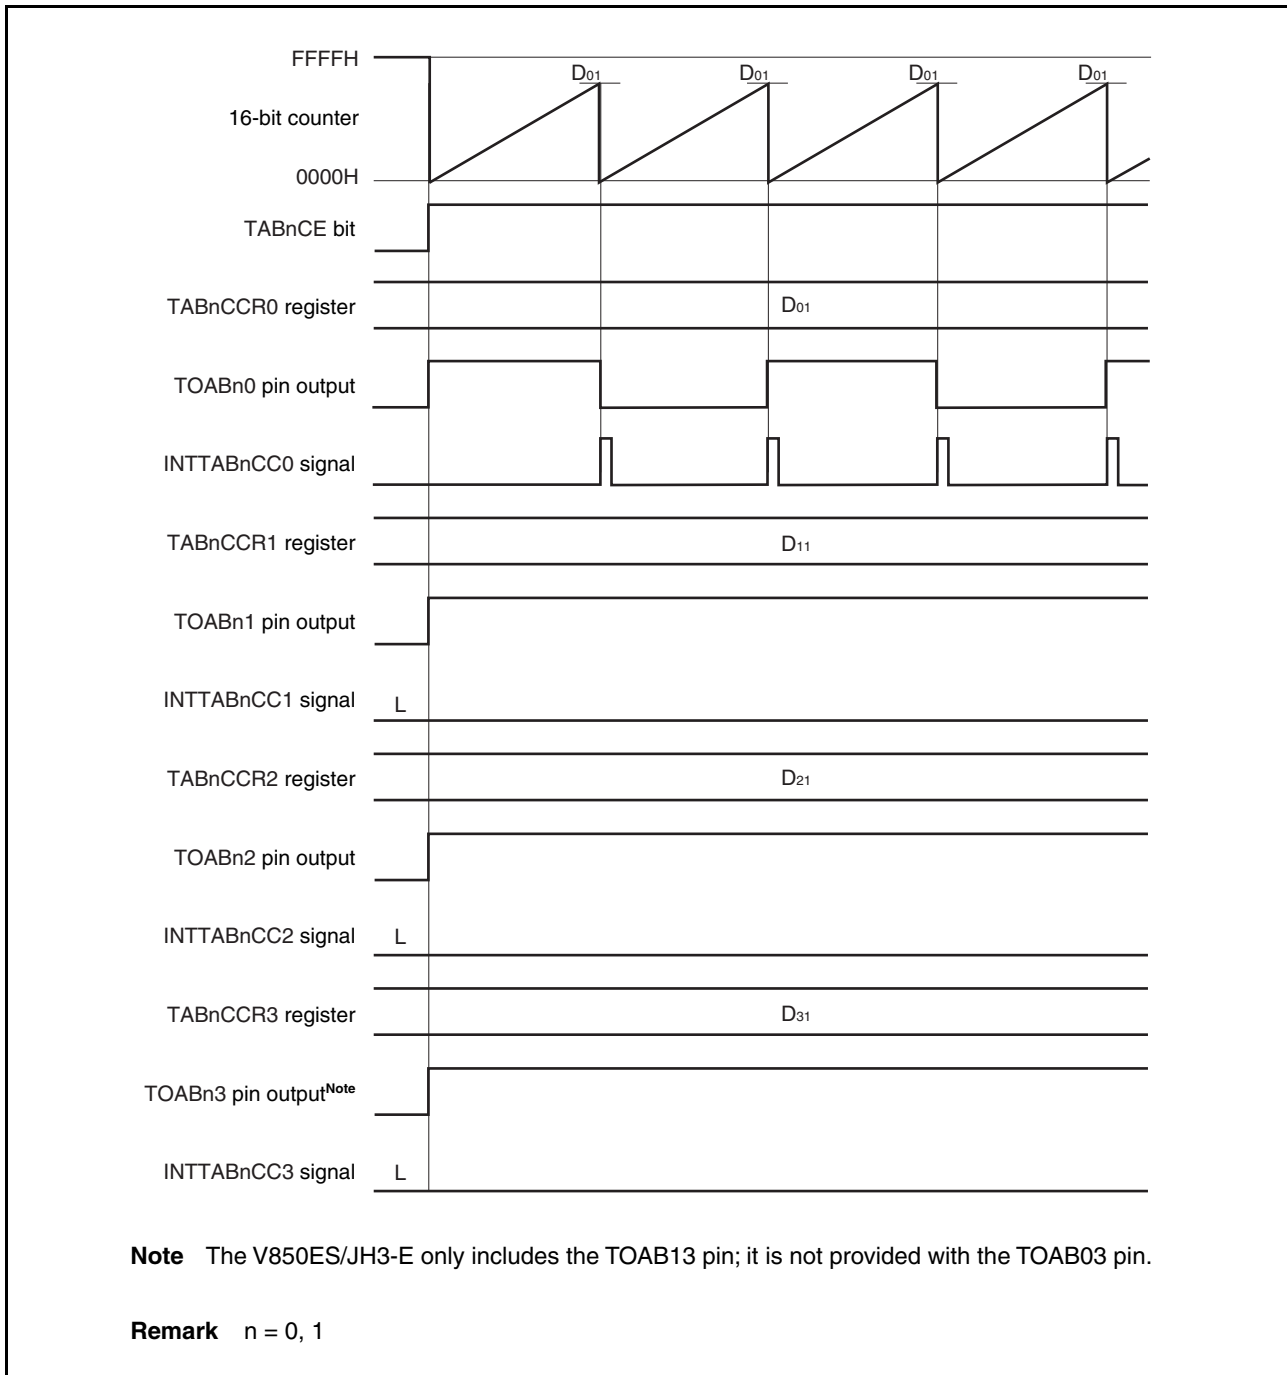 FFFFH
D01 D01 D01 D01
16-bit counter
0000H
TABnCE bit
TABnCCR0 register D01
TOABn0 pin output
INTTABnCC0 signal
TABnCCR1 register D11
TOABn1 pin output
INTTABnCC1 signal L
TABnCCR2 register D21
TOABn2 pin output
INTTABnCC2 signal L
TABnCCR3 register D31
TOABn3 pin outputNote
INTTABnCC3 signal L
Note The V850ES/JH3-E only includes the TOAB13 pin; it is not provided with the TOAB03 pin.
Remark n = 0, 1